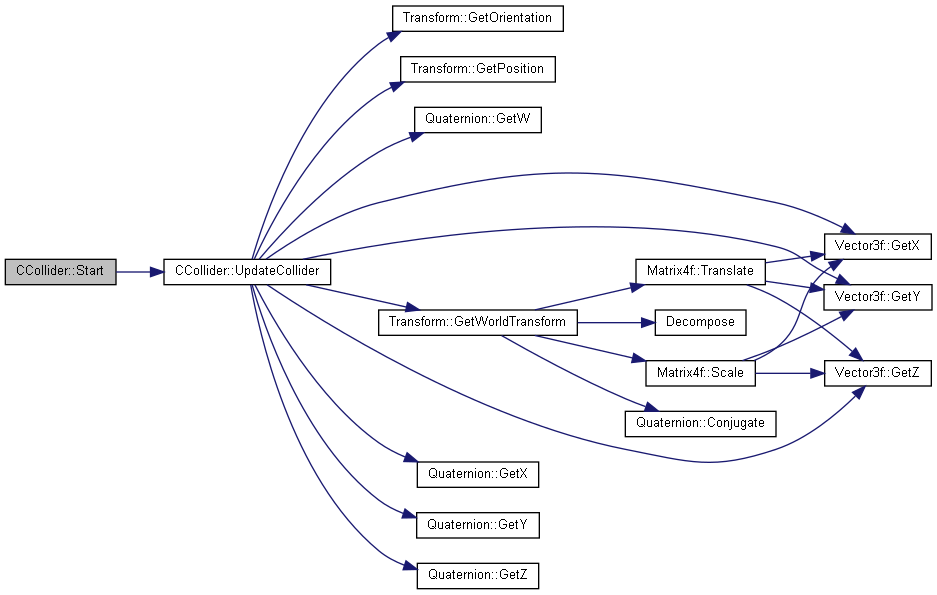 Transform::GetOrientation
Transform::GetPosition
Quaternion::GetW
Vector3f::GetX
CCollider::Start
CCollider::UpdateCollider
Matrix4f::Translate
Vector3f::GetY
Transform::GetWorldTransform
Decompose
Matrix4f::Scale
Vector3f::GetZ
Quaternion::Conjugate
Quaternion::GetX
Quaternion::GetY
Quaternion::GetZ